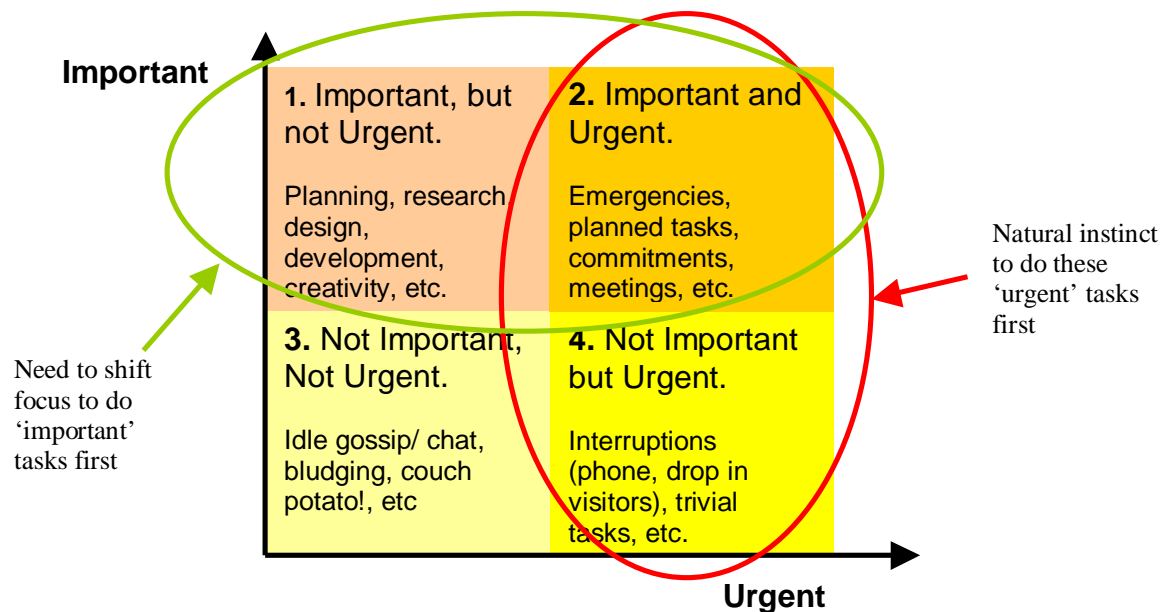 Important
1. Important, but
not Urgent.
Planning, research,
design,
development,
creativity, etc.
2. Important and
Urgent.
Emergencies,
planned tasks,
commitments,
meetings, etc.
Natural instinct
to do these
‘urgent’ tasks
first
Need to shift
focus to do
‘important’
tasks first
3. Not Important,
Not Urgent.
Idle gossip/ chat,
bludging, couch
potato!, etc
4. Not Important
but Urgent.
Interruptions
(phone, drop in
visitors), trivial
tasks, etc.
Urgent